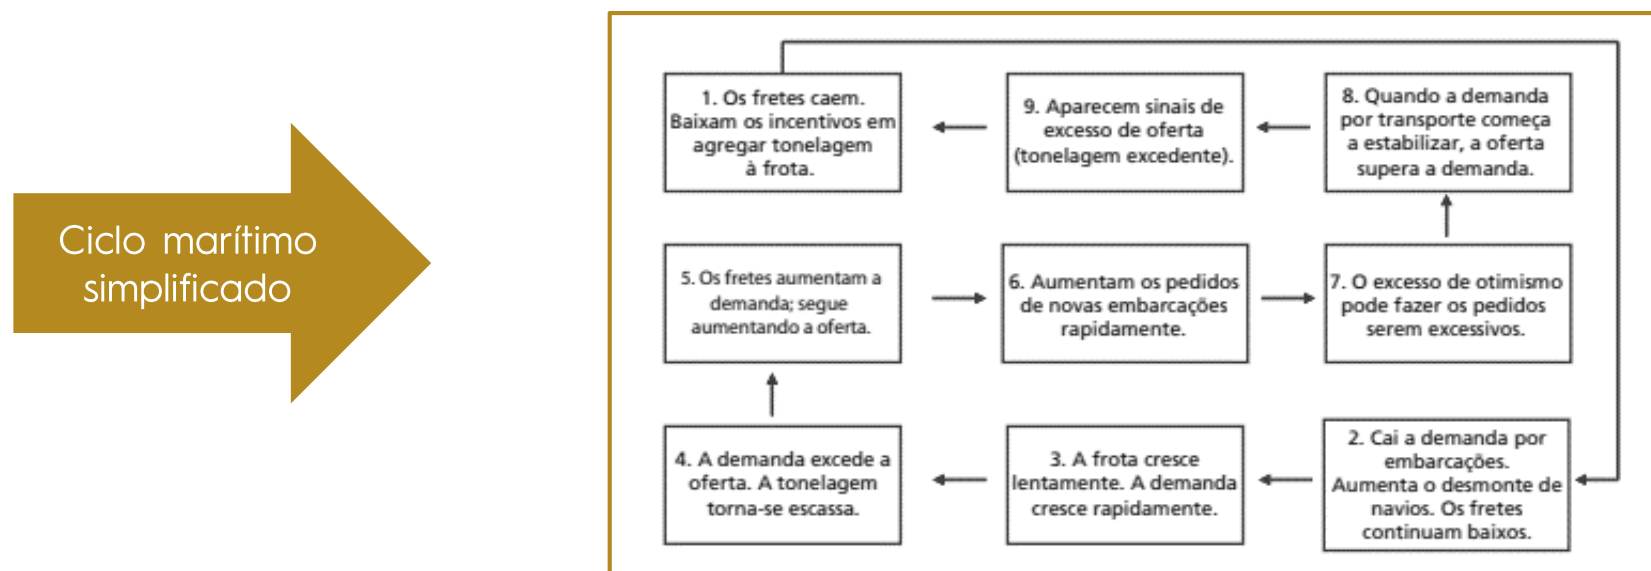 Ciclo marítimo
simplificado
1. Os fretes caem.
Baixam os incentivos em
agregar tonelagem
à frota.
9. Aparecem sinais de
excesso de oferta
(tonelagem excedente).
8. Quando a demanda
por transporte começa
a estabilizar, a oferta
supera a demanda.
5. Os fretes aumentam a
demanda; segue
aumentando a oferta.
6. Aumentam os pedidos
de novas embarcações
rapidamente.
7. O excesso de otimismo
pode fazer os pedidos
serem excessivos.
4. A demanda excede a
oferta. A tonelagem
torna-se escassa.
3. A frota cresce
lentamente. A demanda
cresce rapidamente.
2. Cai a demanda por
embarcações.
Aumenta o desmonte de
navios. Os fretes
continuam baixos.